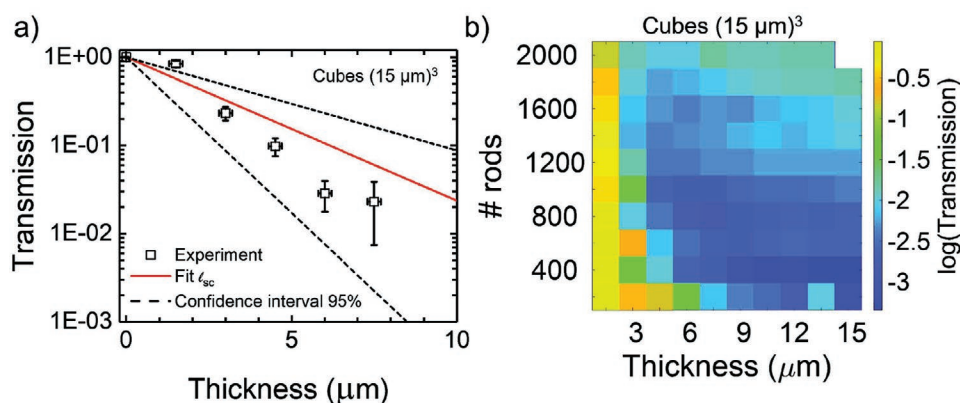 a)
Cubes (15 μm)³
Transmission
1E+00
1E-01
1E-02
1E-03
Experiment
Fit ℓsc
Confidence interval 95%
0
5
10
Thickness (μm)
b)
Cubes (15 μm)³
# rods
2000
1600
1200
800
400
3
6
9
12
15
Thickness (μm)
-0.5
-1
-1.5
-2
-2.5
-3
log(Transmission)